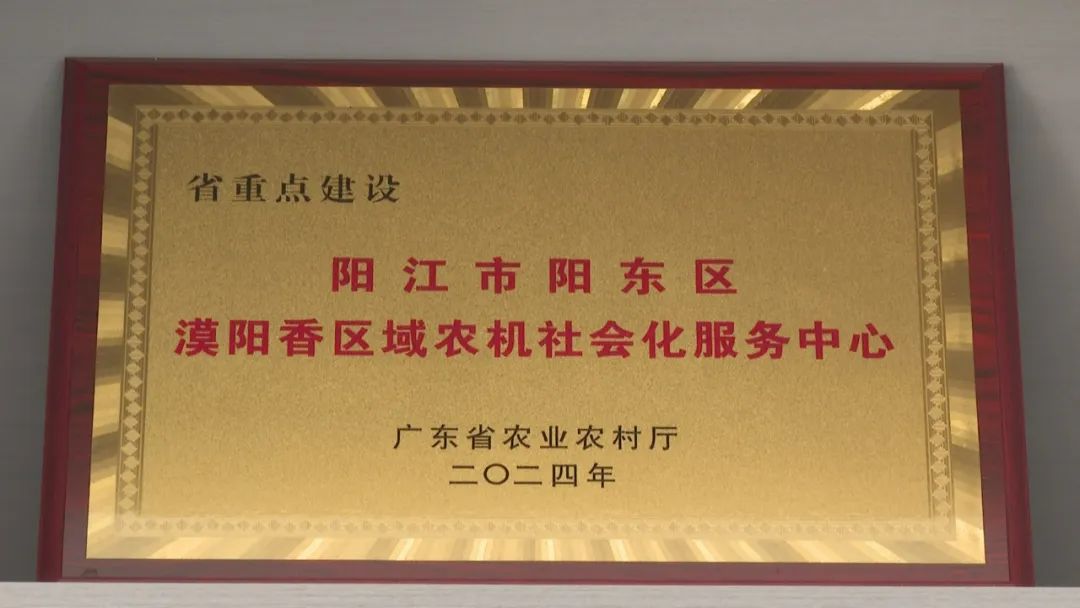 省重点建设
阳江市阳东区
漠阳香区域农机社会化服务中心
广东省农业农村厅
二〇二四年